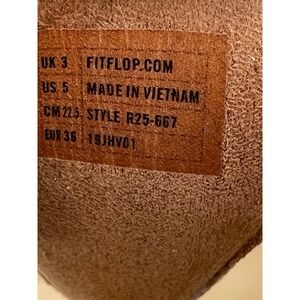 UK 3 FITFLOP.COM
US 5 MADE IN VIETNAM
CM 22.5 STYLE R25-667
EUR 36 19JHV01